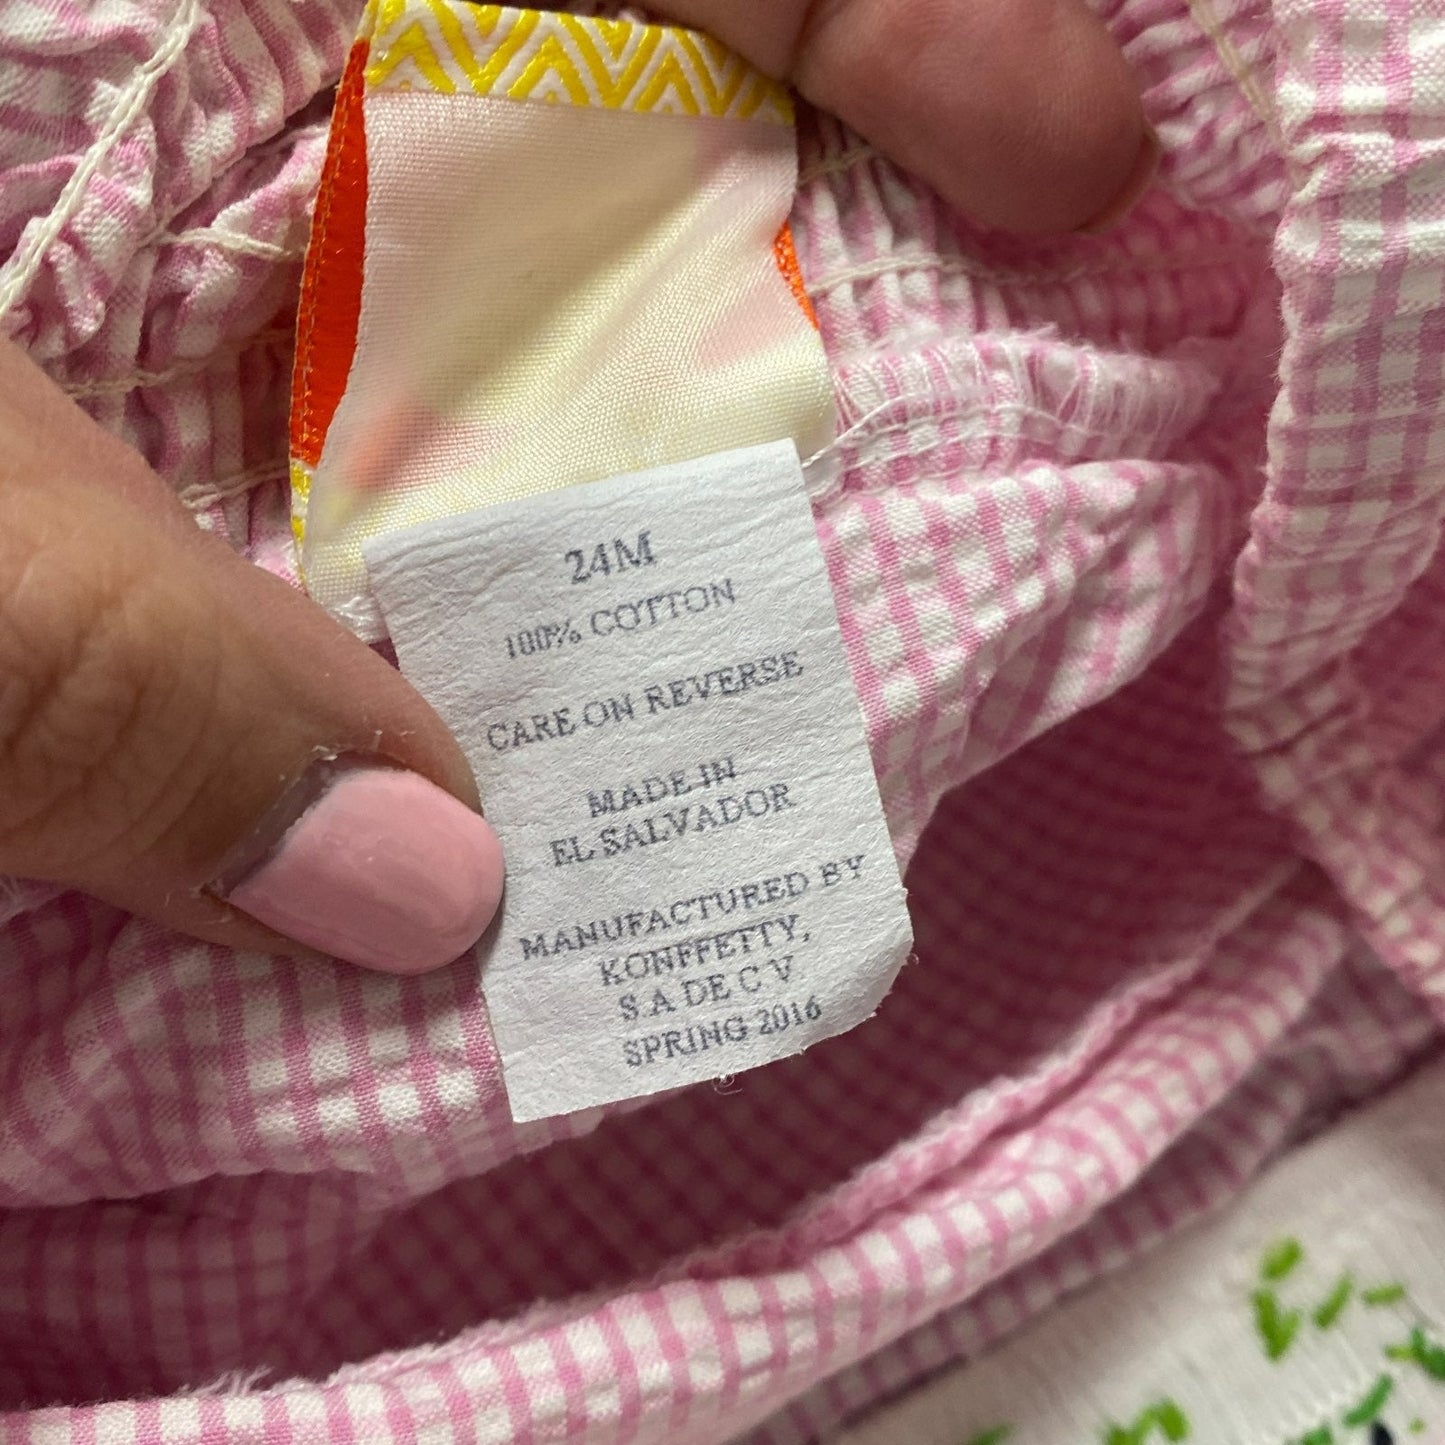 24M
100% COTTON
CARE ON REVERSE
MADE IN
EL SALVADOR
MANUFACTURED BY
KONFFETTY,
S.A DE C V
SPRING 2016